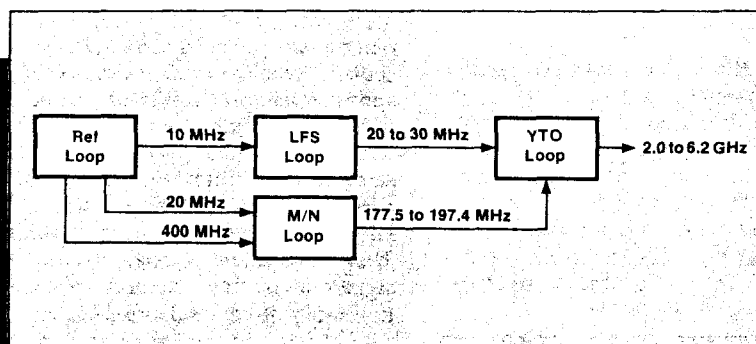 Ref
Loop
10 MHz
LFS
Loop
20 to 30 MHz
YTO
Loop
2.0 to 6.2 GHz
20 MHz
400 MHz
M/N
Loop
177.5 to 197.4 MHz